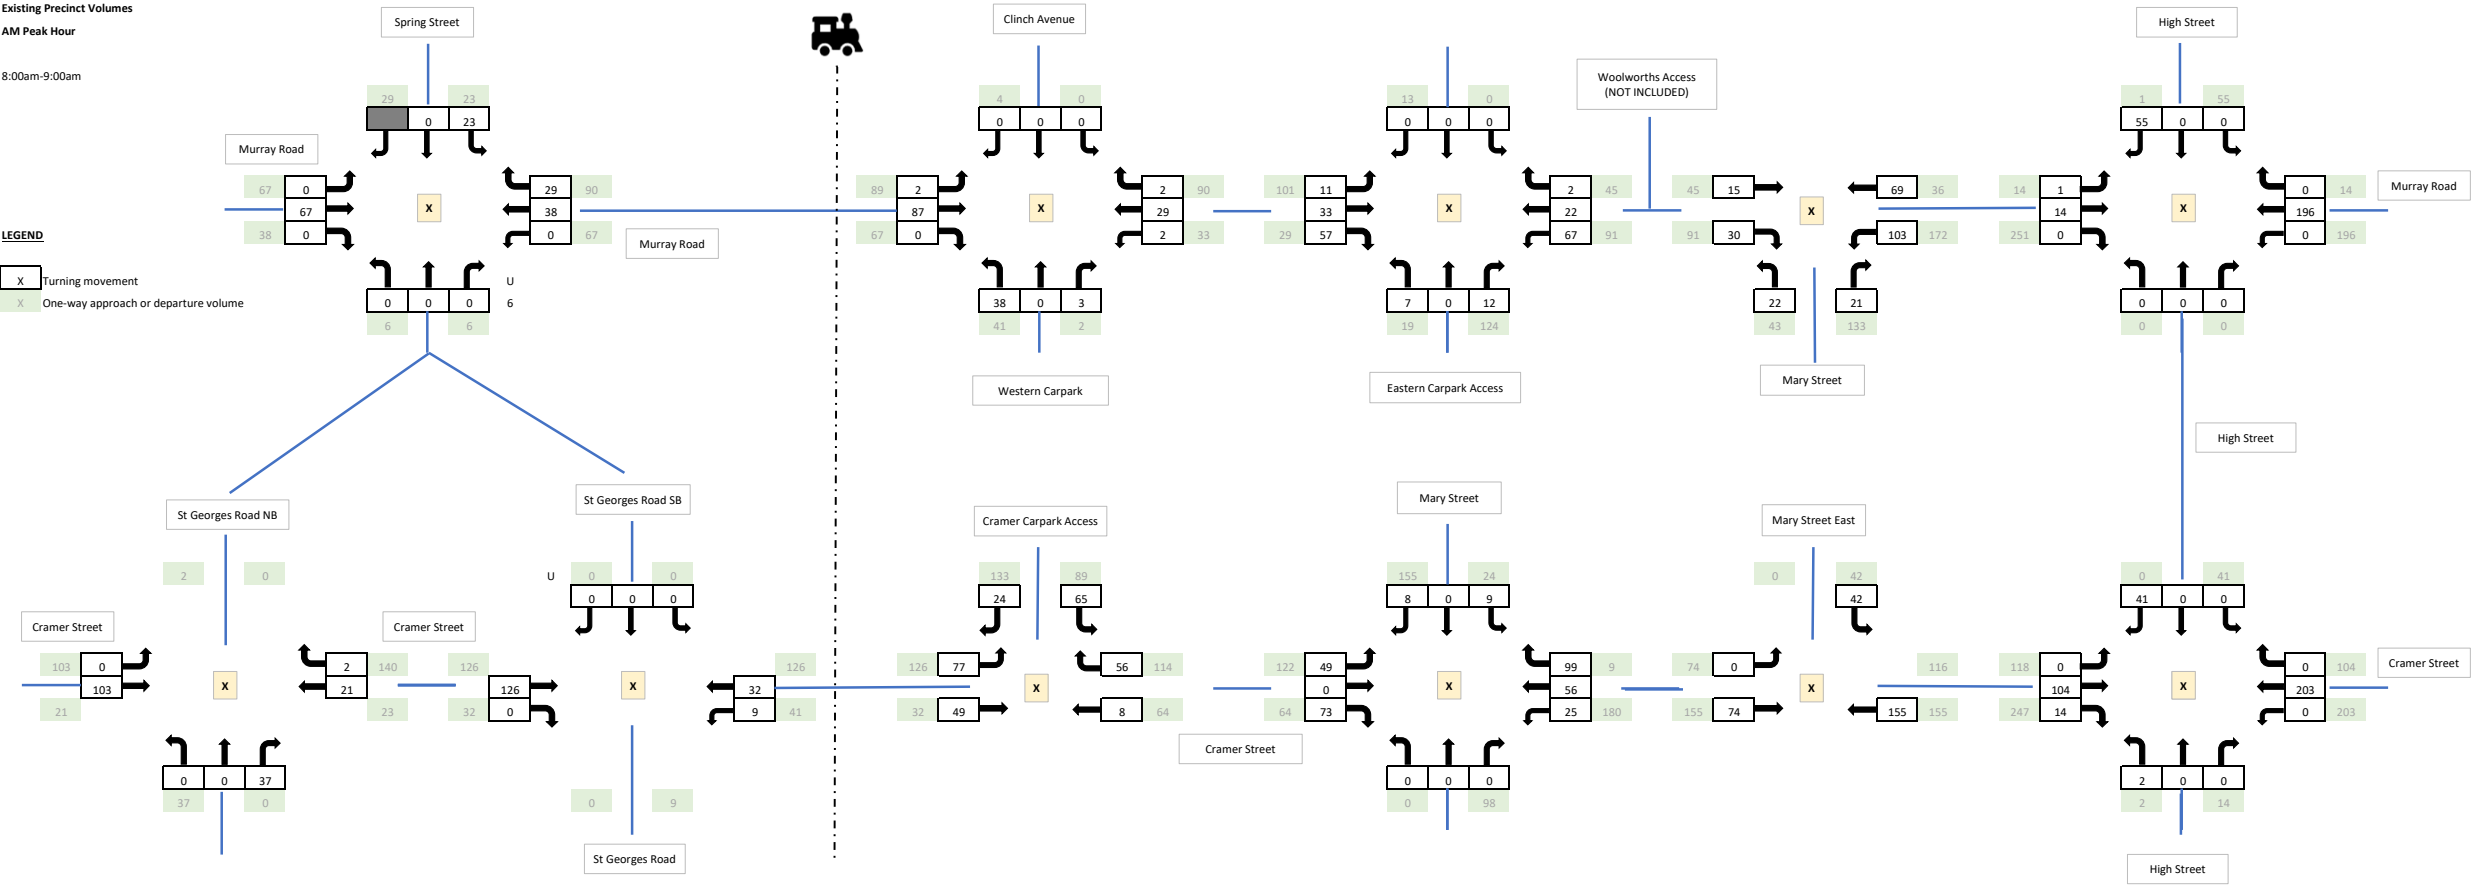 Existing Precinct Volumes
AM Peak Hour
8:00am-9:00am
Spring Street
29 23
0 23
Murray Road
67 0
67
38 0
X
29 90
38
0 67
Murray Road
0 0 0
6 6
U
6
LEGEND
X Turning movement
X One-way approach or departure volume
Clinch Avenue
4 0
0 0 0
89 2
87
67 0
X
2 90
29
2 33
38 0 3
41 2
Western Carpark
13 0
0 0 0
101 11
33
29 57
X
2 45
22
67 91
7 0 12
19 124
Eastern Carpark Access
Woolworths Access
(NOT INCLUDED)
45 15
91 30
X
69 36
103 172
22 21
43 133
Mary Street
High Street
1 55
55 0 0
14 1
14
251 0
X
0 14
196
0 196
Murray Road
0 0 0
0 0
High Street
St Georges Road NB
2 0
Cramer Street
103 0
103
21
X
2 140
21
23
Cramer Street
0 0 37
37 0
St Georges Road SB
U 0 0
0 0 0
126
126
32 0
X
126
32
9 41
0 9
St Georges Road
Cramer Carpark Access
133 89
24 65
126 77
32 49
X
56 114
8 64
Cramer Street
Mary Street
155 24
8 0 9
122 49
0
64 73
X
99 9
56
25 180
0 0 0
0 98
Mary Street East
0 42
42
74 0
155 74
X
116
155 155
0 41
41 0 0
118 0
104
247 14
X
0 104
203
0 203
Cramer Street
2 0 0
2 14
High Street